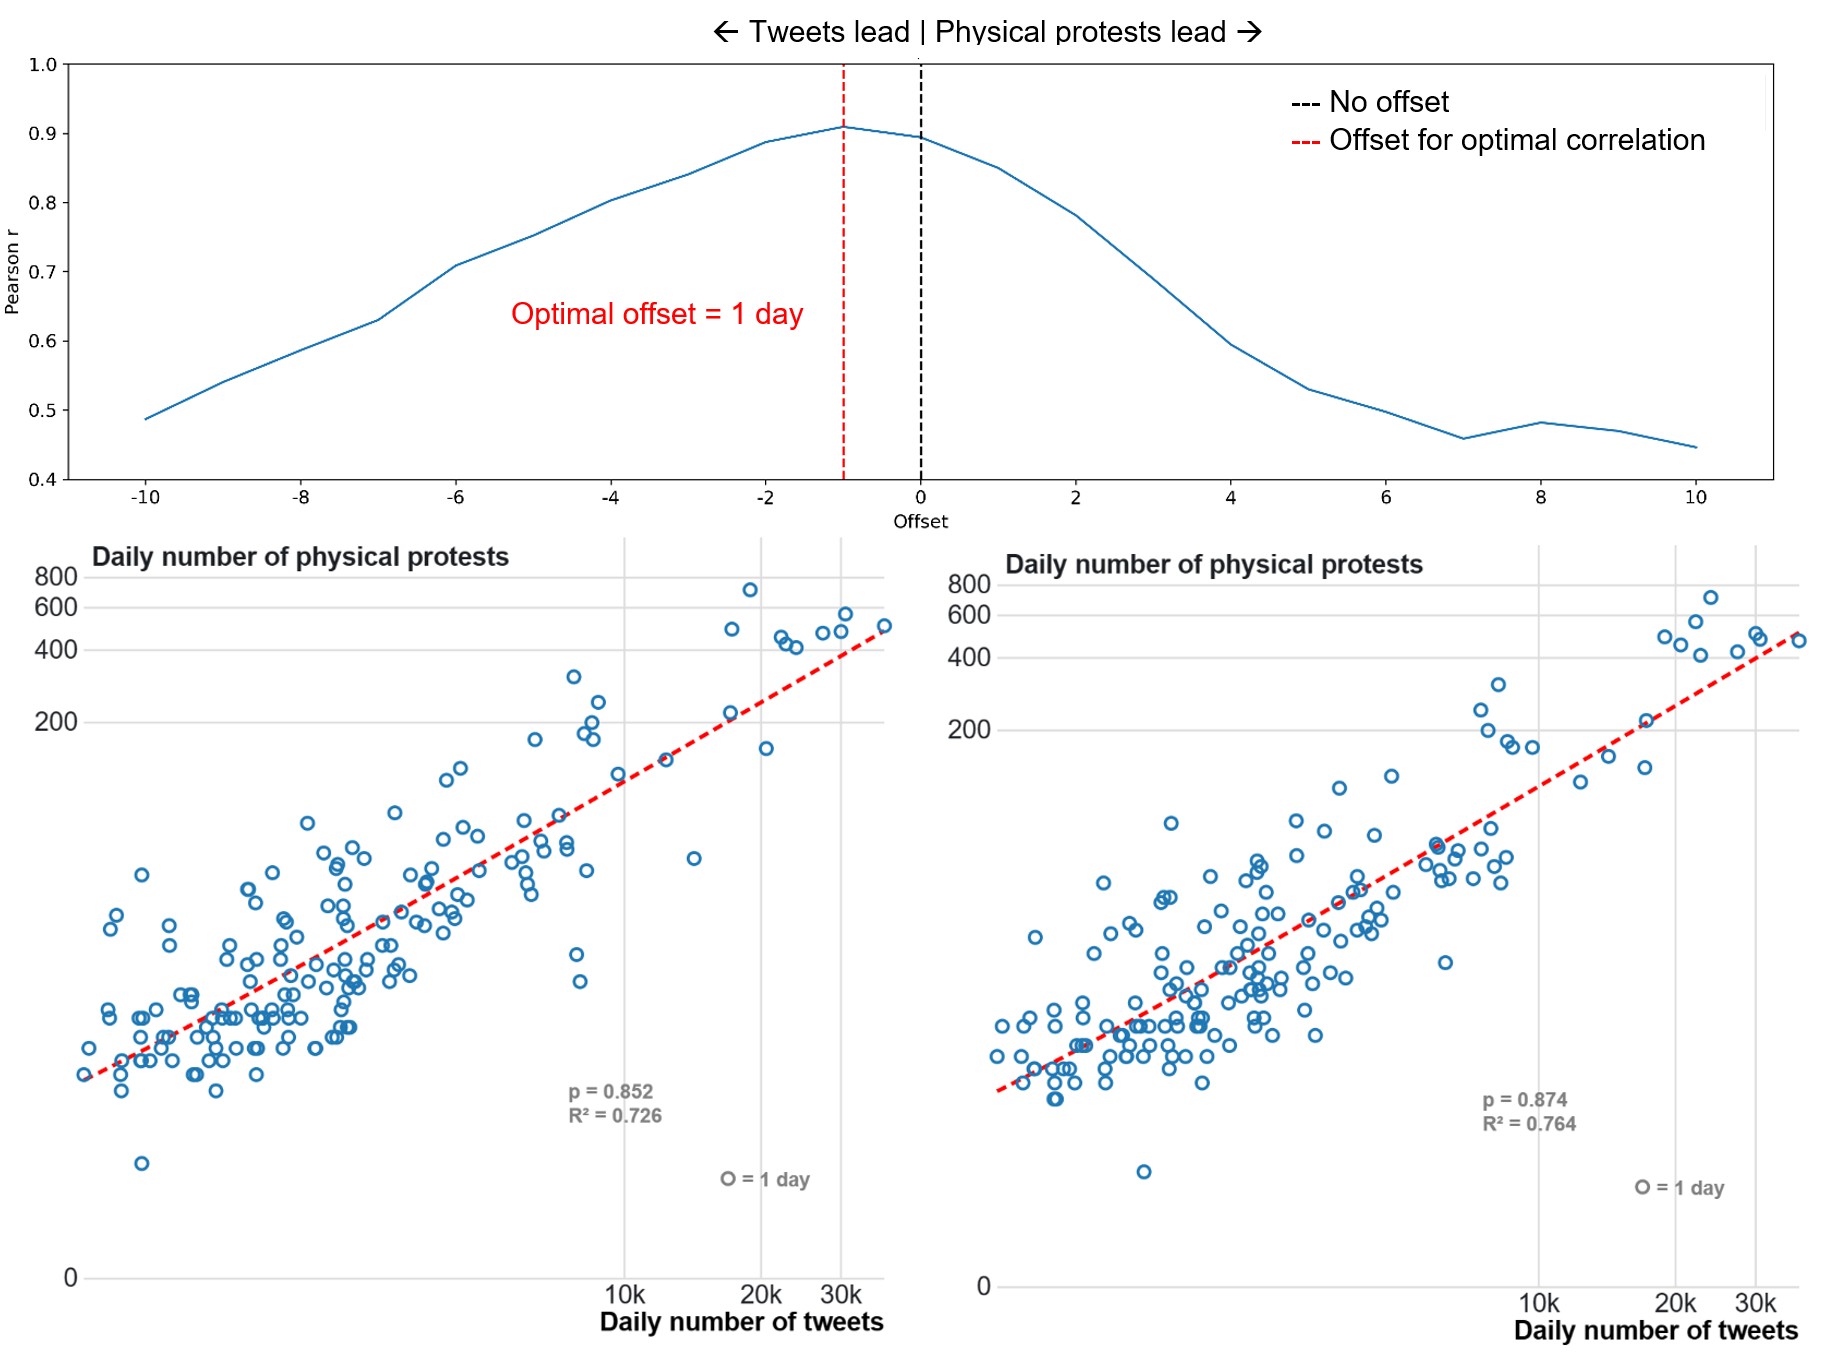 ← Tweets lead | Physical protests lead →
1.0
0.9
0.8
0.7
0.6
0.5
0.4
Pearson r
--- No offset
--- Offset for optimal correlation
Optimal offset = 1 day
-10 -8 -6 -4 -2 0 2 4 6 8 10
Offset
Daily number of physical protests
800
600
400
200
0
p = 0.852
R² = 0.726
= 1 day
10k 20k 30k
Daily number of tweets
Daily number of physical protests
800
600
400
200
0
p = 0.874
R² = 0.764
= 1 day
10k 20k 30k
Daily number of tweets